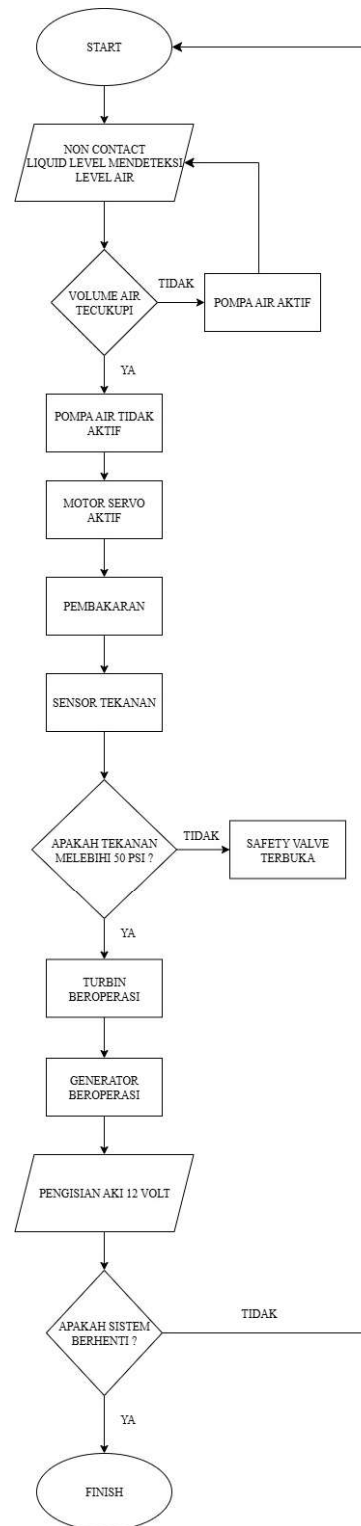 START
NON CONTACT
LIQUID LEVEL MENDETEKSI
LEVEL AIR
VOLUME AIR
TECUKUPI
TIDAK
POMPA AIR AKTIF
YA
POMPA AIR TIDAK
AKTIF
MOTOR SERVO
AKTIF
PEMBAKARAN
SENSOR TEKANAN
APAKAH TEKANAN
MELEBIHI 50 PSI ?
TIDAK
SAFETY VALVE
TERBUKA
YA
TURBIN
BEROPERASI
GENERATOR
BEROPERASI
PENGISIAN AKI 12 VOLT
APAKAH SISTEM
BERHENTI ?
TIDAK
YA
FINISH